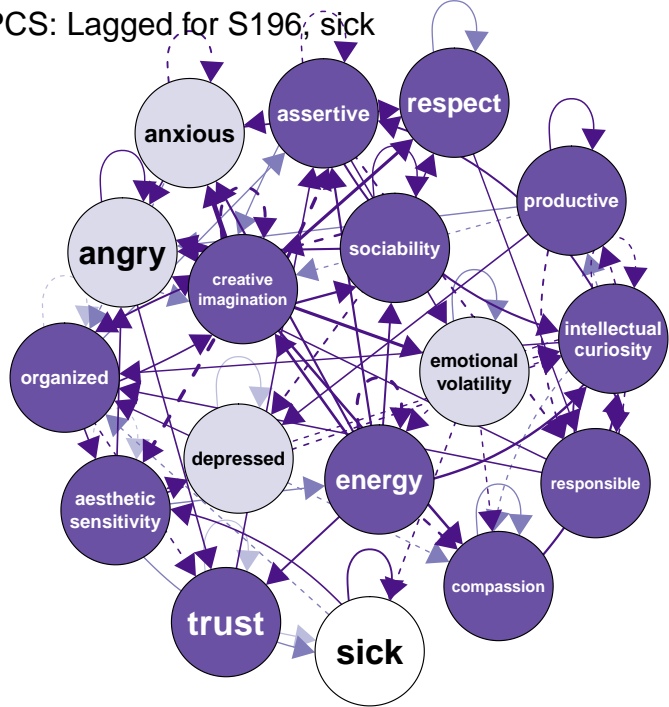 PCS: Lagged for S196, sick
respect
assertive
anxious
productive
sociability
angry
creative
imagination
intellectual
curiosity
emotional
volatility
organized
depressed
energy
responsible
aesthetic
sensitivity
compassion
trust
sick